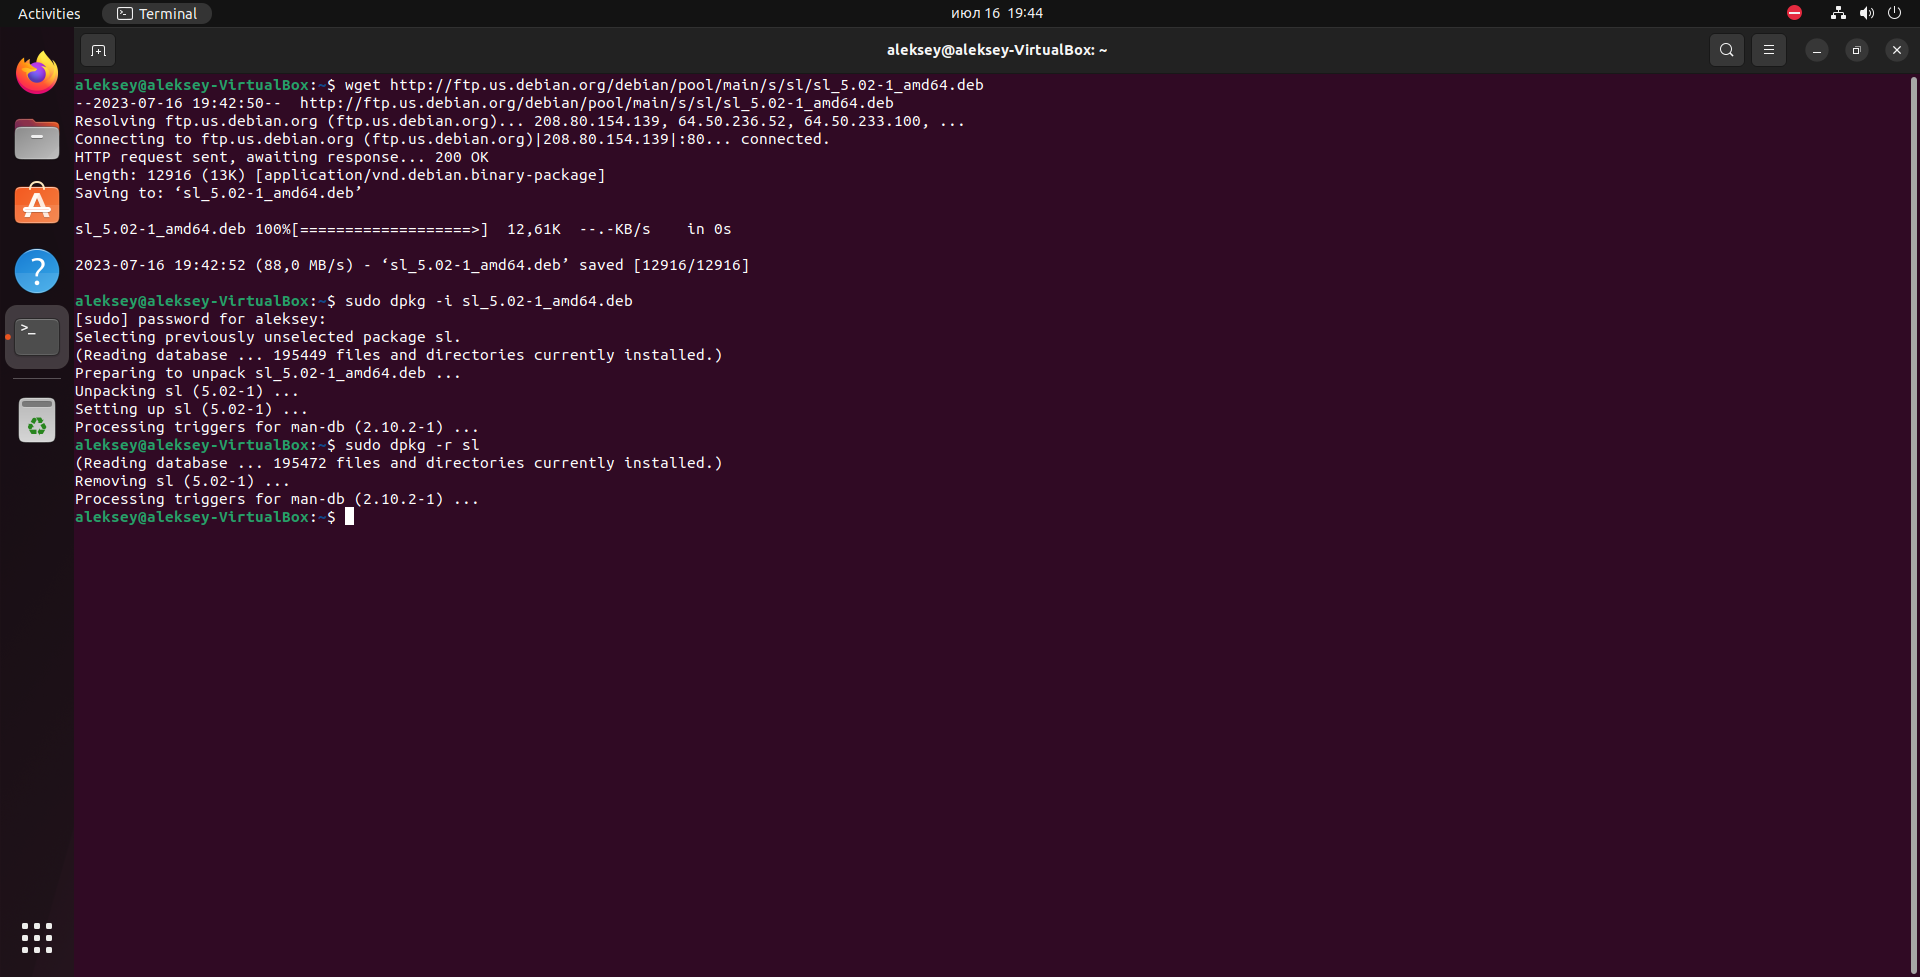 Activities
Terminal
июл 16 19:44
aleksey@aleksey-VirtualBox: ~
aleksey@aleksey-VirtualBox:~$ wget http://ftp.us.debian.org/debian/pool/main/s/sl/sl_5.02-1_amd64.deb
--2023-07-16 19:42:50--  http://ftp.us.debian.org/debian/pool/main/s/sl/sl_5.02-1_amd64.deb
Resolving ftp.us.debian.org (ftp.us.debian.org)... 208.80.154.139, 64.50.236.52, 64.50.233.100, ...
Connecting to ftp.us.debian.org (ftp.us.debian.org)|208.80.154.139|:80... connected.
HTTP request sent, awaiting response... 200 OK
Length: 12916 (13K) [application/vnd.debian.binary-package]
Saving to: ‘sl_5.02-1_amd64.deb’
sl_5.02-1_amd64.deb 100%[===================>]  12,61K  --.-KB/s    in 0s
2023-07-16 19:42:52 (88,0 MB/s) - ‘sl_5.02-1_amd64.deb’ saved [12916/12916]
aleksey@aleksey-VirtualBox:~$ sudo dpkg -i sl_5.02-1_amd64.deb
[sudo] password for aleksey:
Selecting previously unselected package sl.
(Reading database ... 195449 files and directories currently installed.)
Preparing to unpack sl_5.02-1_amd64.deb ...
Unpacking sl (5.02-1) ...
Setting up sl (5.02-1) ...
Processing triggers for man-db (2.10.2-1) ...
aleksey@aleksey-VirtualBox:~$ sudo dpkg -r sl
(Reading database ... 195472 files and directories currently installed.)
Removing sl (5.02-1) ...
Processing triggers for man-db (2.10.2-1) ...
aleksey@aleksey-VirtualBox:~$